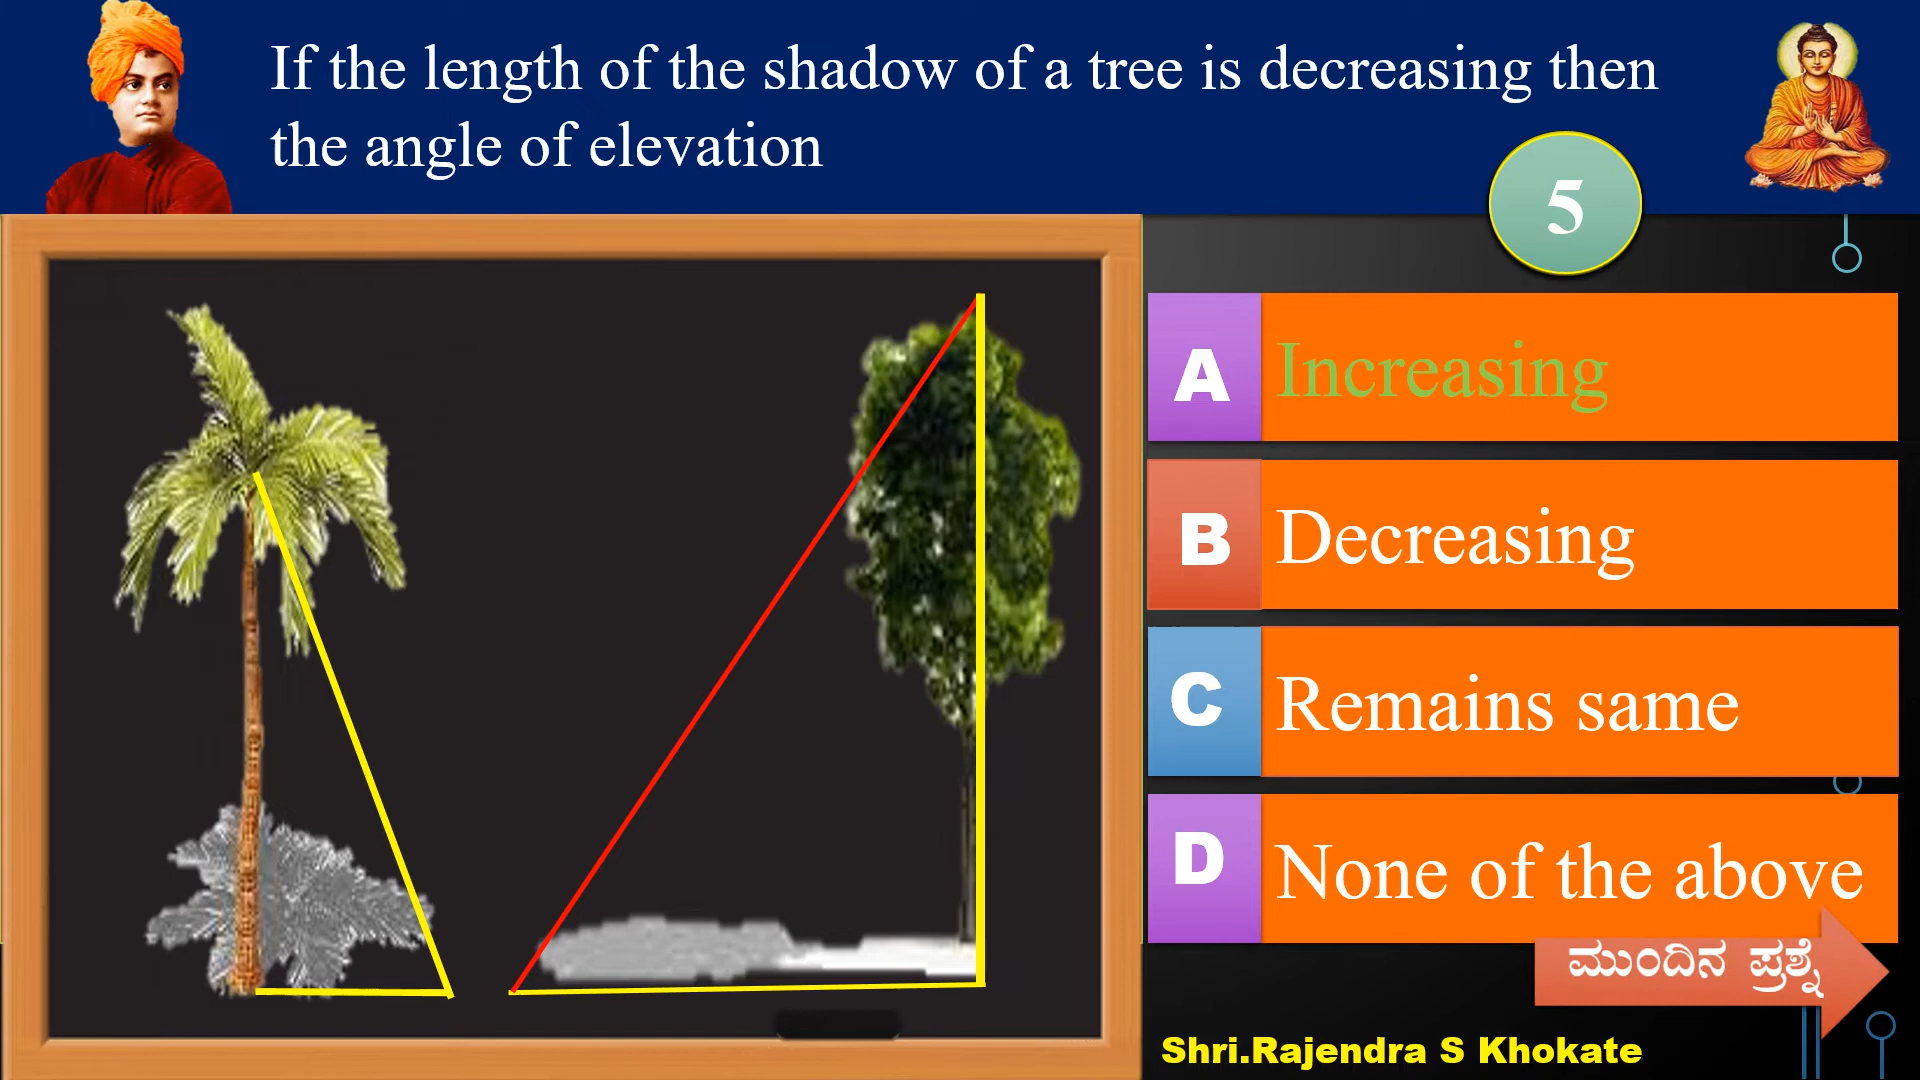 If the length of the shadow of a tree is decreasing then
the angle of elevation
5
A Increasing
B Decreasing
C Remains same
D None of the above
ಮುಂದಿನ ಪ್ರಶ್ನೆ
Shri.Rajendra S Khokate